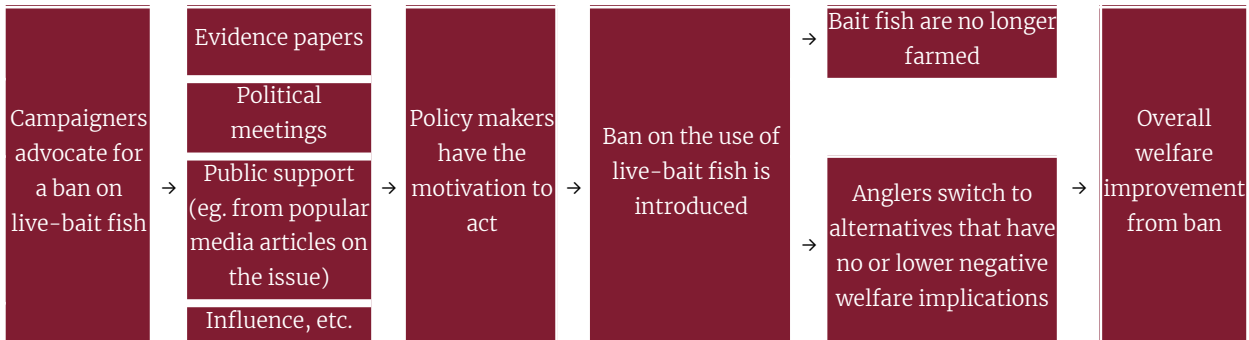 Campaigners
advocate for
a ban on
live-bait fish
→
Evidence papers
Political
meetings
Public support
(eg. from popular
media articles on
the issue)
Influence, etc.
→
Policy makers
have the
motivation to
act
→
Ban on the use of
live-bait fish is
introduced
→
Bait fish are no longer
farmed
→
Anglers switch to
alternatives that have
no or lower negative
welfare implications
→
Overall
welfare
improvement
from ban